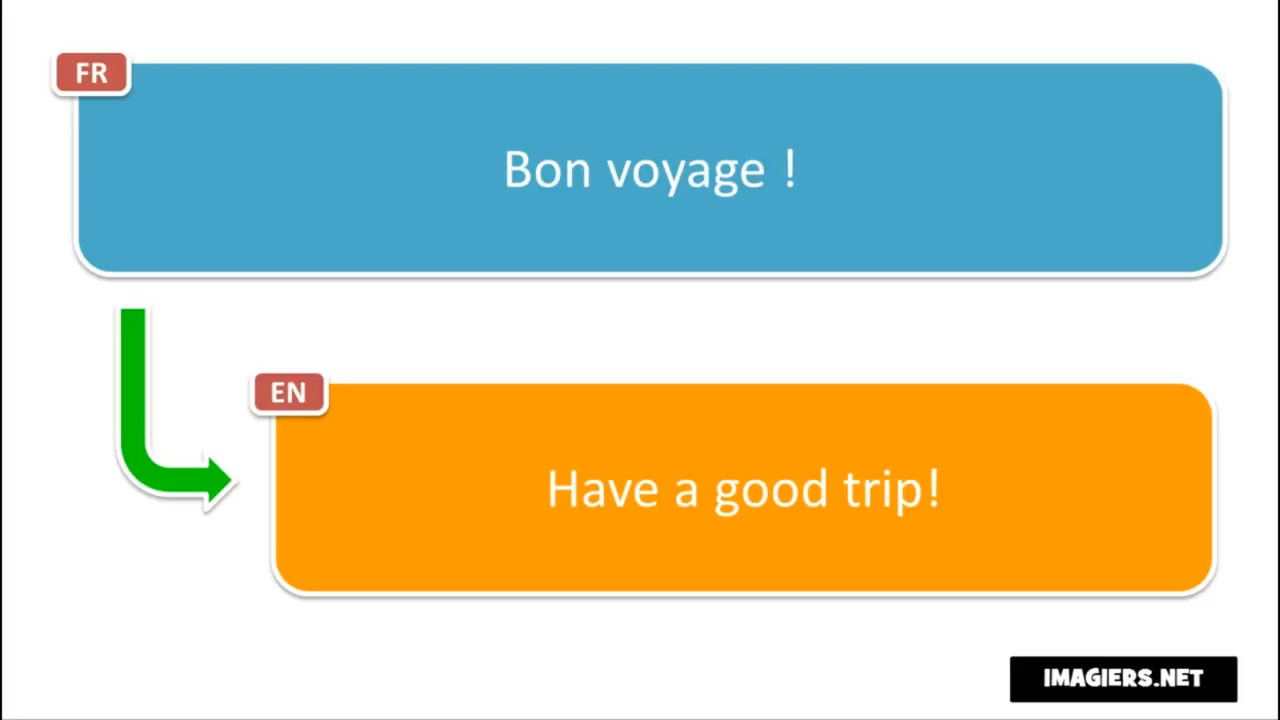 FR
Bon voyage !
EN
Have a good trip!
IMAGIERS.NET